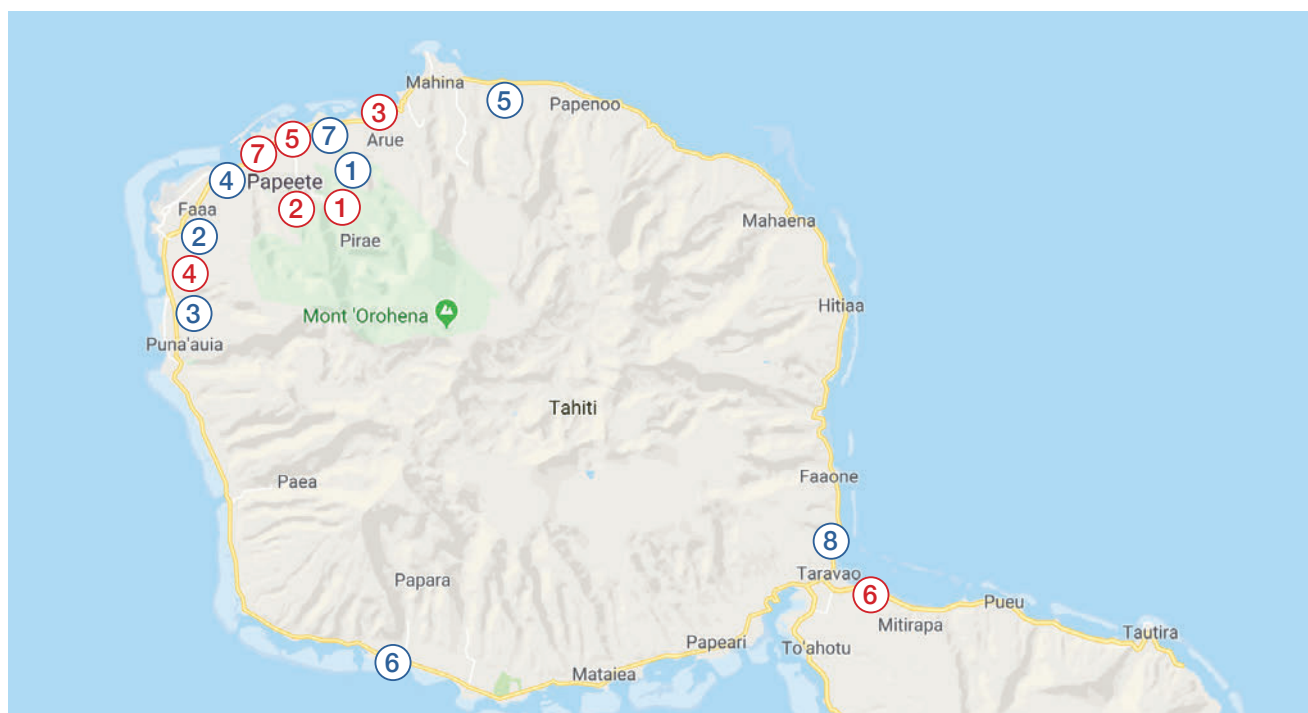 Mahina
5
Papenoo
3
Arue
7
5
7
1
4
Papeete
2
1
Faaa
2
Pirae
Mahaena
4
3
Mont 'Orohena
Hitiaa
Puna'auia
Tahiti
Paea
Faaone
8
Taravao
Papara
6
Pueu
Mitirapa
Tautira
Papeari
To'ahotu
6
Mataiea